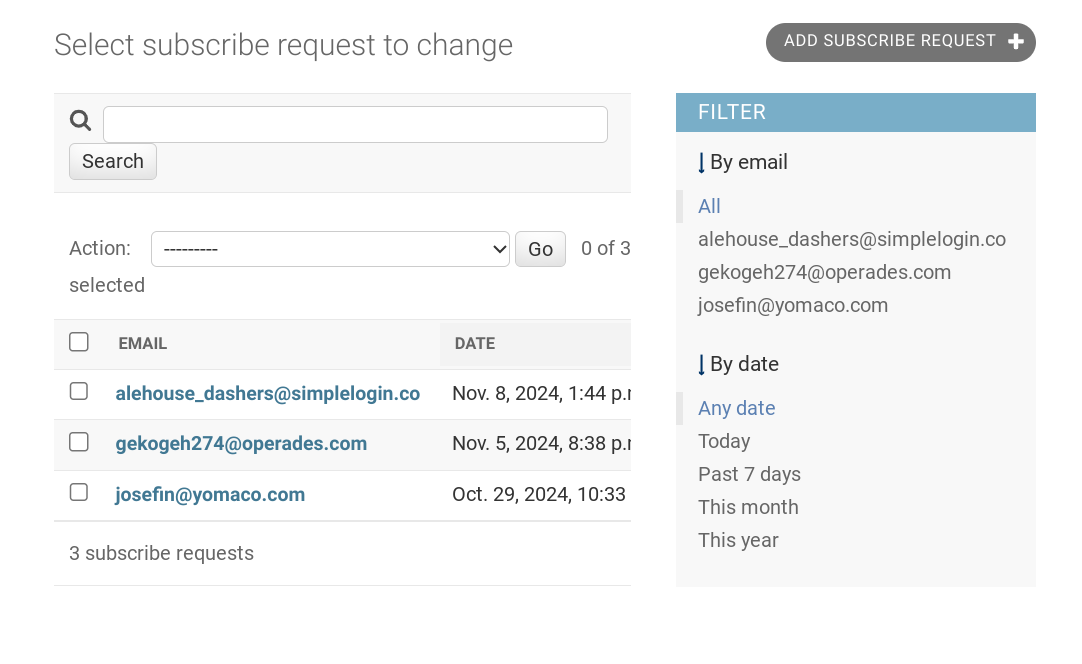 Select subscribe request to change
ADD SUBSCRIBE REQUEST
Search
Action:
---------
Go
0 of 3
selected
EMAIL DATE
alehouse_dashers@simplelogin.co Nov. 8, 2024, 1:44 p.
gekogeh274@operades.com Nov. 5, 2024, 8:38 p.
josefin@yomaco.com Oct. 29, 2024, 10:33
3 subscribe requests
FILTER
By email
All
alehouse_dashers@simplelogin.co
gekogeh274@operades.com
josefin@yomaco.com
By date
Any date
Today
Past 7 days
This month
This year